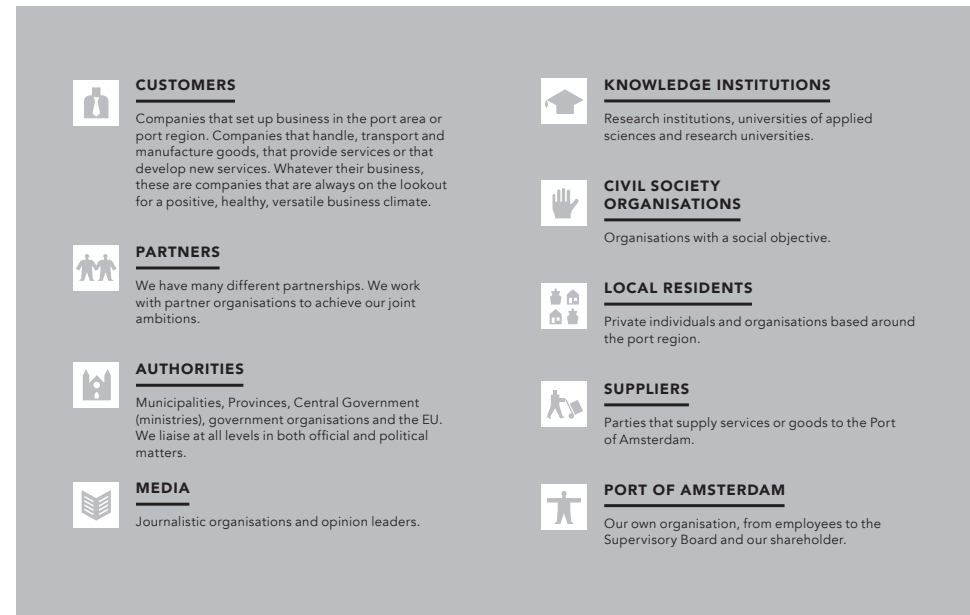 CUSTOMERS
Companies that set up business in the port area or
port region. Companies that handle, transport and
manufacture goods, that provide services or that
develop new services. Whatever their business,
these are companies that are always on the lookout
for a positive, healthy, versatile business climate.
PARTNERS
We have many different partnerships. We work
with partner organisations to achieve our joint
ambitions.
AUTHORITIES
Municipalities, Provinces, Central Government
(ministries), government organisations and the EU.
We liaise at all levels in both official and political
matters.
MEDIA
Journalistic organisations and opinion leaders.
KNOWLEDGE INSTITUTIONS
Research institutions, universities of applied
sciences and research universities.
CIVIL SOCIETY
ORGANISATIONS
Organisations with a social objective.
LOCAL RESIDENTS
Private individuals and organisations based around
the port region.
SUPPLIERS
Parties that supply services or goods to the Port
of Amsterdam.
PORT OF AMSTERDAM
Our own organisation, from employees to the
Supervisory Board and our shareholder.